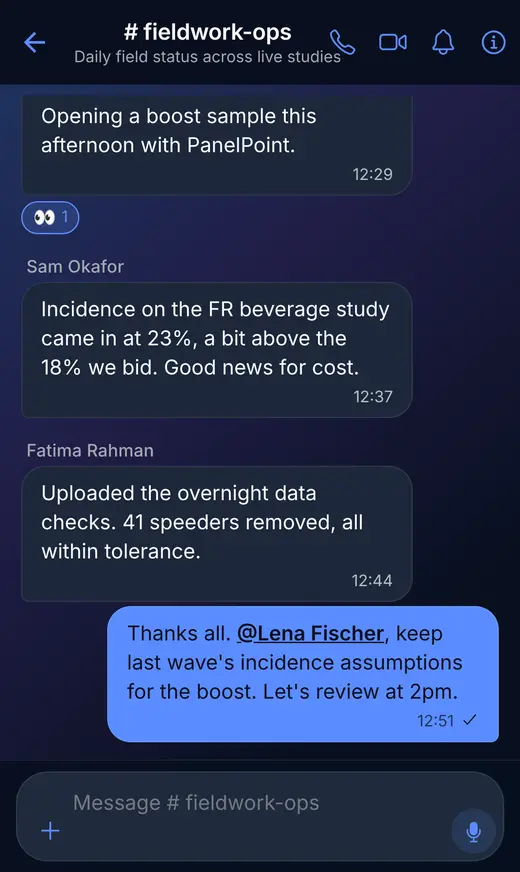 # fieldwork-ops
Daily field status across live studies
Opening a boost sample this
afternoon with PanelPoint.
12:29
👀 1
Sam Okafor
Incidence on the FR beverage study
came in at 23%, a bit above the
18% we bid. Good news for cost.
12:37
Fatima Rahman
Uploaded the overnight data
checks. 41 speeders removed, all
within tolerance.
12:44
Thanks all. @Lena Fischer, keep
last wave's incidence assumptions
for the boost. Let's review at 2pm.
12:51
Message # fieldwork-ops